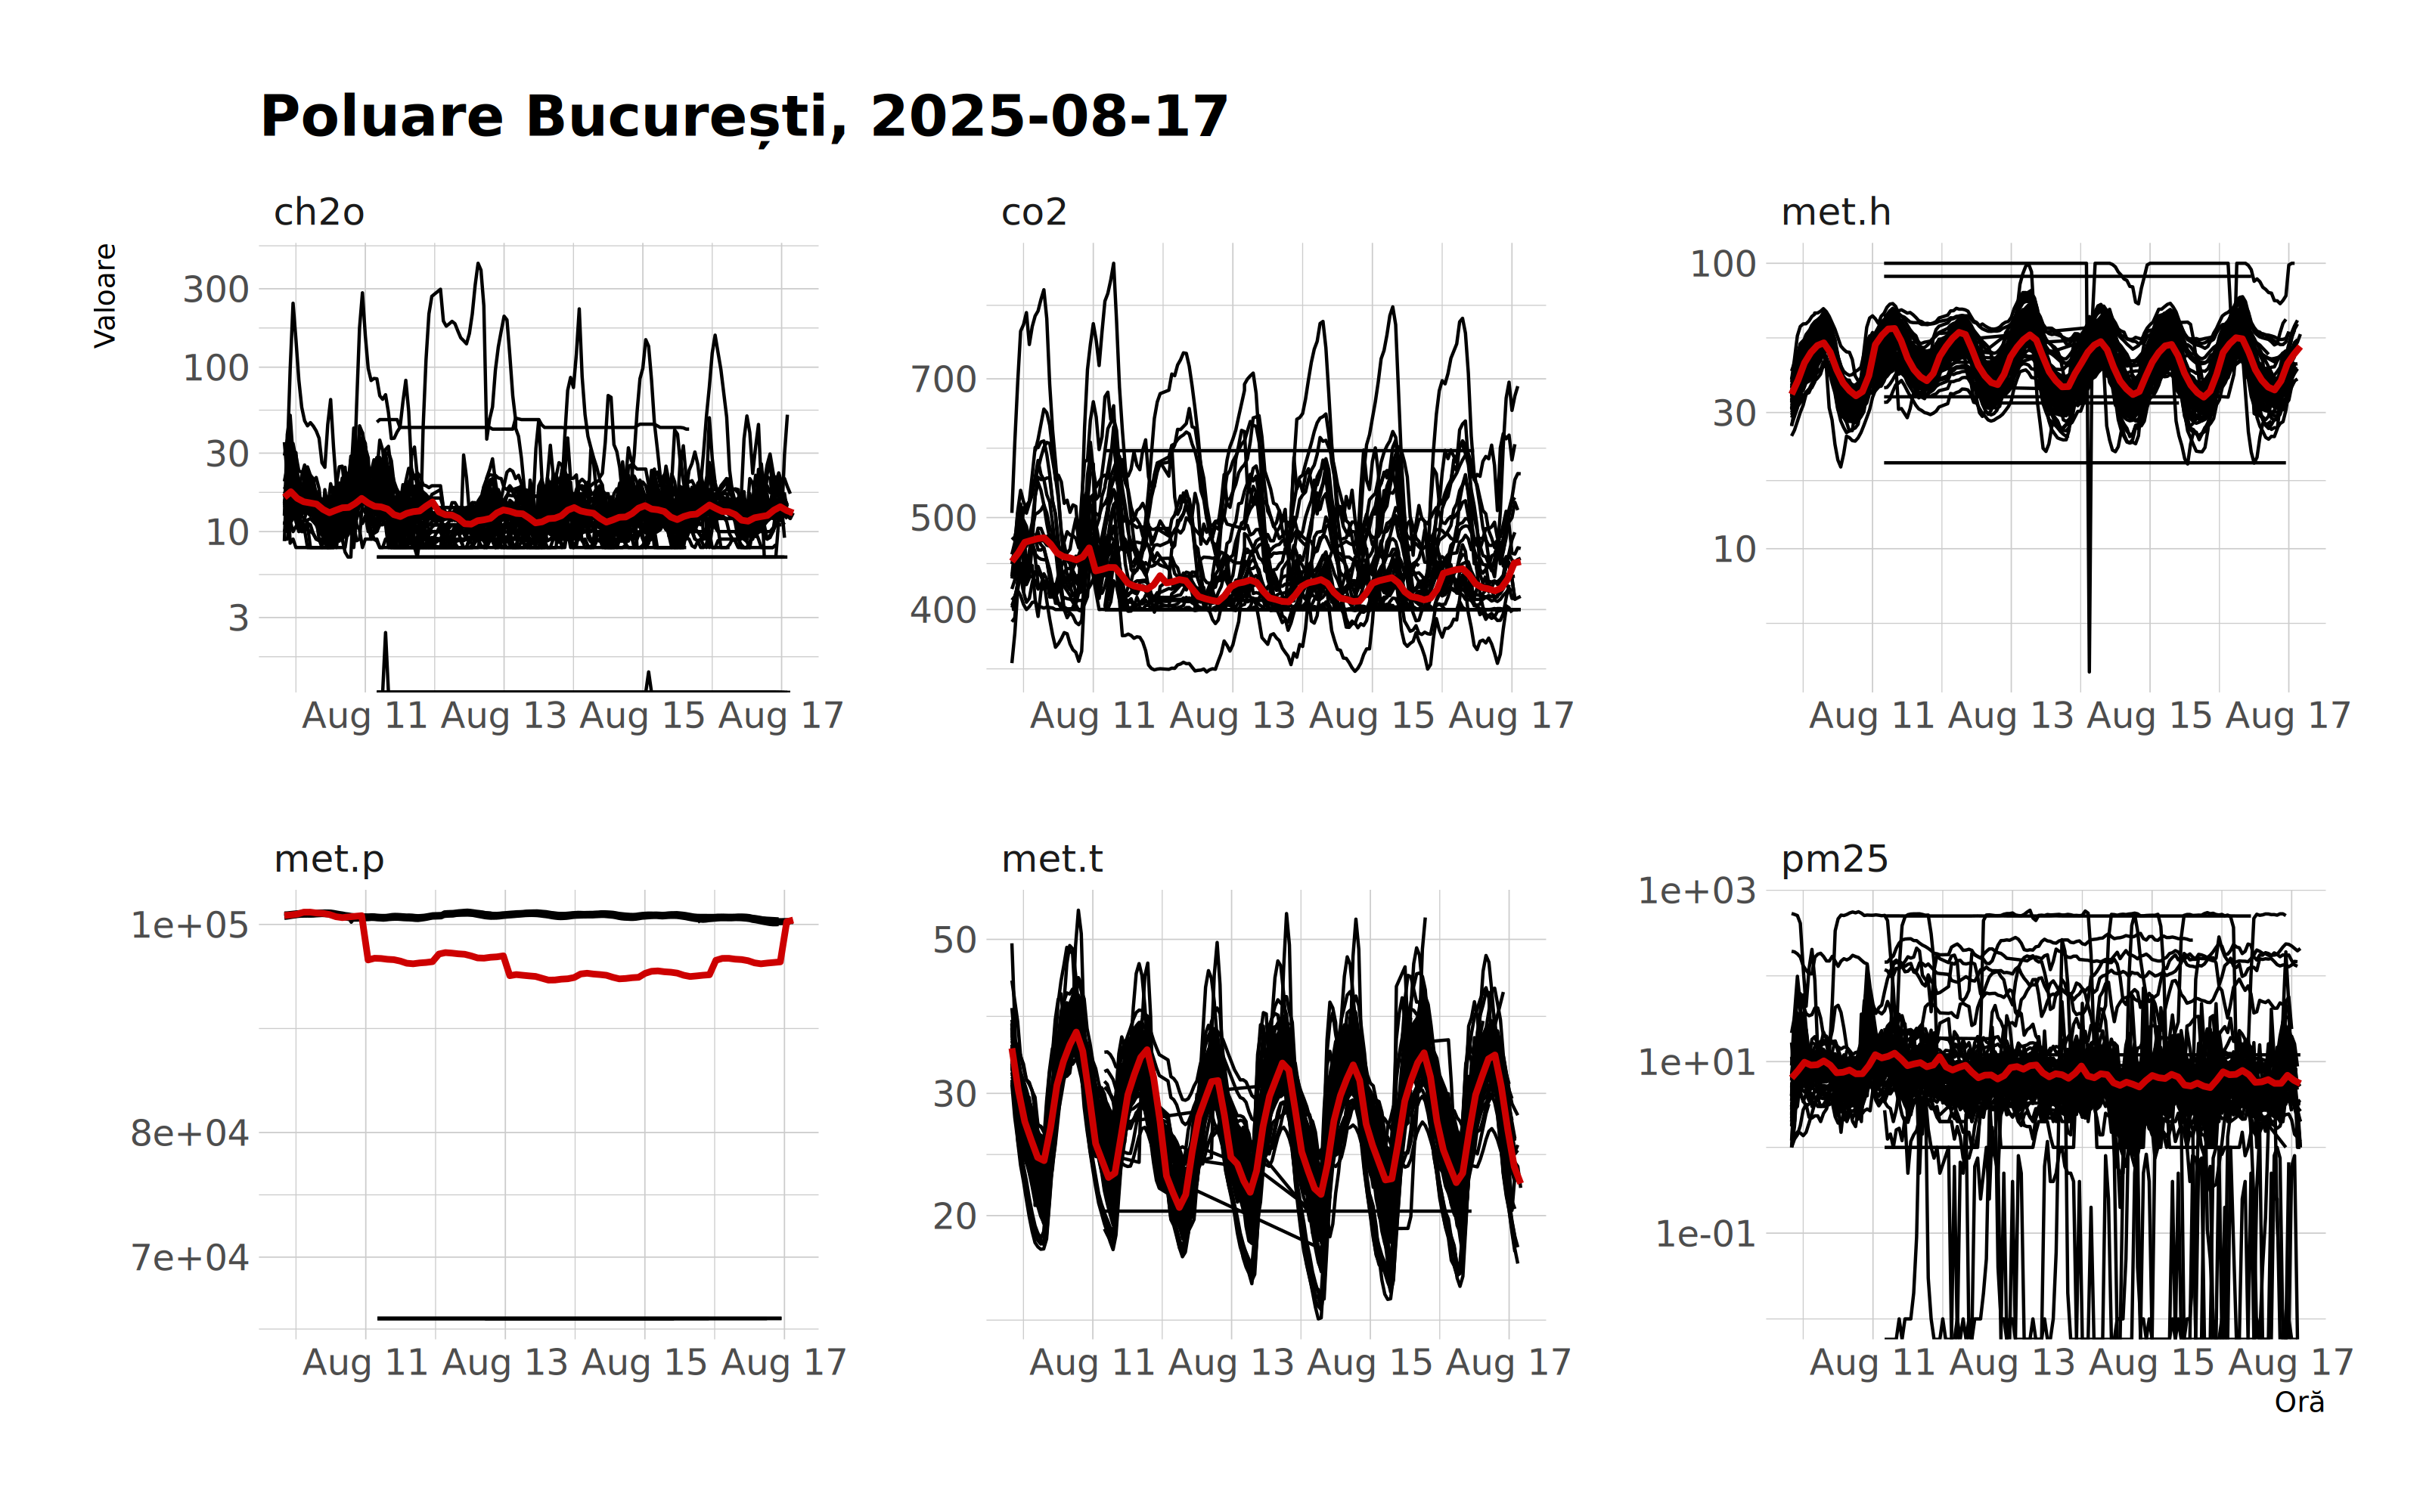 Poluare București, 2025-08-17
Valoare
ch2o
300
100
30
10
3
Aug 11 Aug 13 Aug 15 Aug 17
co2
700
500
400
Aug 11 Aug 13 Aug 15 Aug 17
met.h
100
30
10
Aug 11 Aug 13 Aug 15 Aug 17
met.p
1e+05
8e+04
7e+04
Aug 11 Aug 13 Aug 15 Aug 17
met.t
50
30
20
Aug 11 Aug 13 Aug 15 Aug 17
pm25
1e+03
1e+01
1e-01
Aug 11 Aug 13 Aug 15 Aug 17
Oră